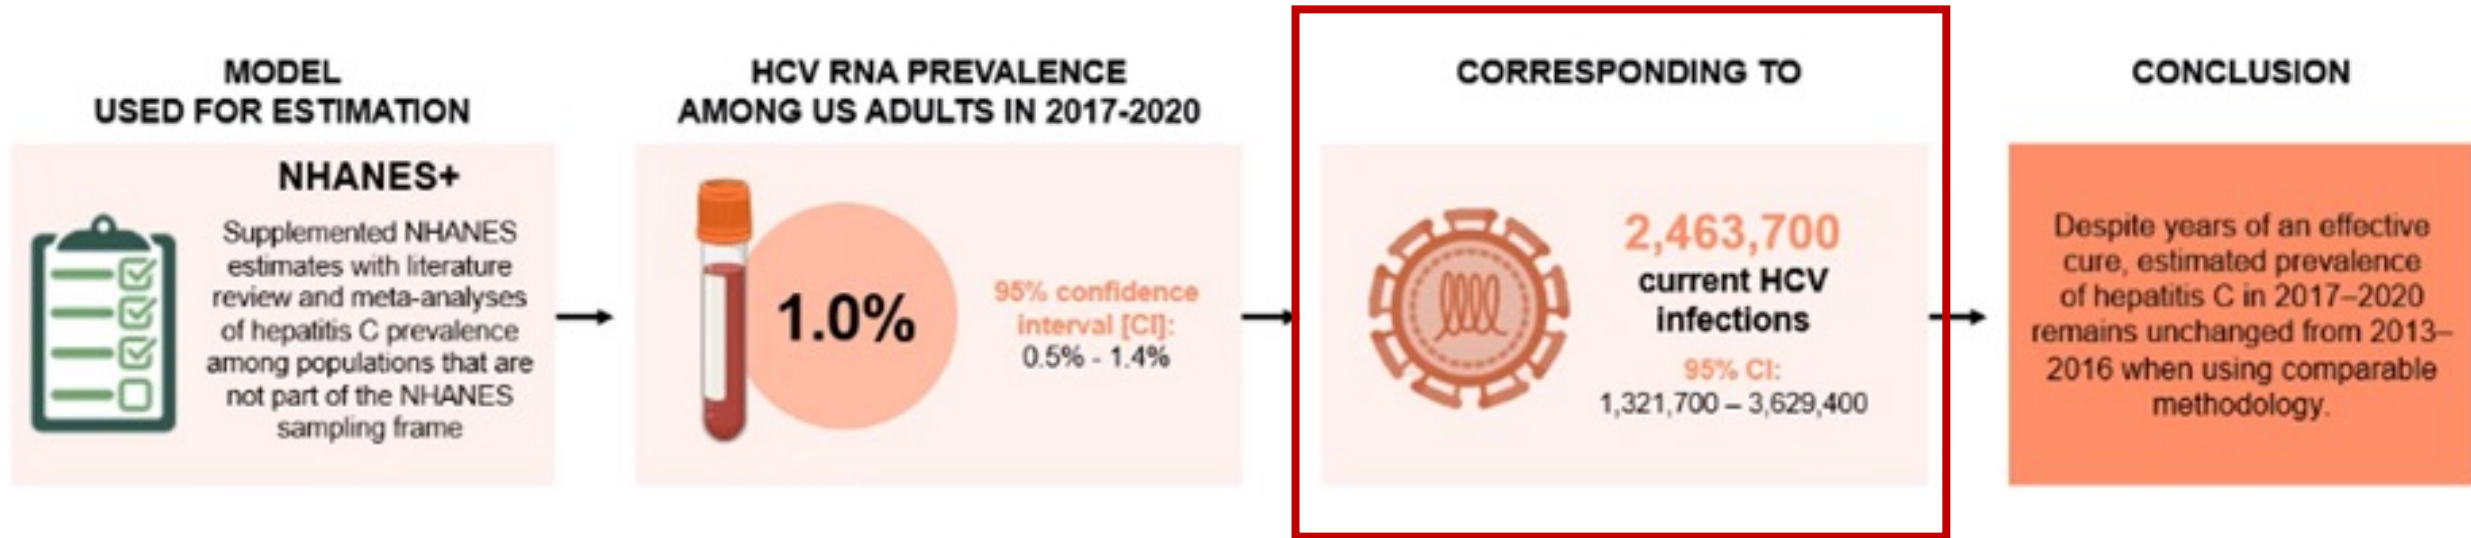 MODEL
USED FOR ESTIMATION
NHANES+
Supplemented NHANES
estimates with literature
review and meta-analyses
of hepatitis C prevalence
among populations that are
not part of the NHANES
sampling frame
HCV RNA PREVALENCE
AMONG US ADULTS IN 2017-2020
1.0%
95% confidence
interval [CI]:
0.5% - 1.4%
CORRESPONDING TO
2,463,700
current HCV
infections
95% CI:
1,321,700 – 3,629,400
CONCLUSION
Despite years of an effective
cure, estimated prevalence
of hepatitis C in 2017–2020
remains unchanged from 2013–
2016 when using comparable
methodology.